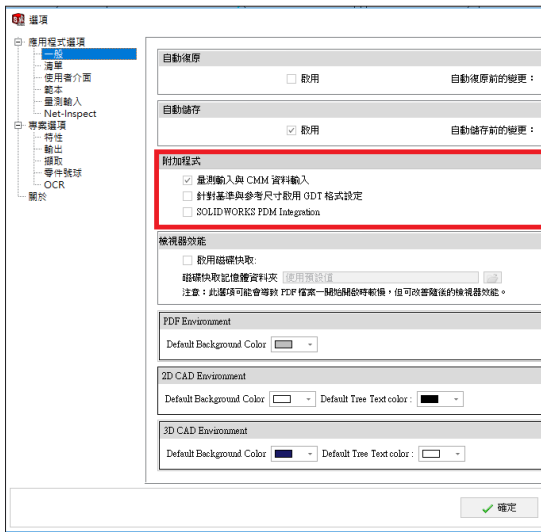 選項
應用程式選項
一般
清單
使用者介面
範本
量測輸入
Net-Inspect
專案選項
特性
輸出
擷取
零件號球
OCR
關於
自動復原
啟用
自動復原前的變更：
自動儲存
啟用
自動儲存前的變更：
附加程式
量測輸入與 CMM 資料輸入
針對基準與參考尺寸啟用 GDT 格式設定
SOLIDWORKS PDM Integration
檢視器效能
啟用磁碟快取:
磁碟快取記憶體資料夾 使用預設值
注意：此選項可能會導致 PDF 檔案一開始開啟時較慢，但可改善隨後的檢視器效能。
PDF Environment
Default Background Color
2D CAD Environment
Default Background Color Default Tree Text color :
3D CAD Environment
Default Background Color Default Tree Text color :
確定